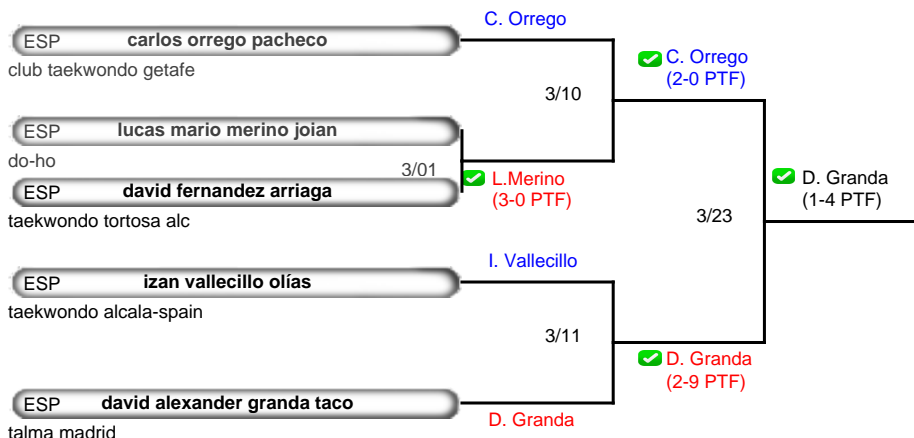 C. Orrego
ESP carlos orrego pacheco
club taekwondo getafe
C. Orrego
(2-0 PTF)
3/10
ESP lucas mario merino joian
do-ho
3/01
L.Merino
(3-0 PTF)
ESP david fernandez arriaga
taekwondo tortosa alc
D. Granda
(1-4 PTF)
3/23
I. Vallecillo
ESP izan vallecillo olías
taekwondo alcala-spain
3/11
D. Granda
(2-9 PTF)
ESP david alexander granda taco
D. Granda
talma madrid